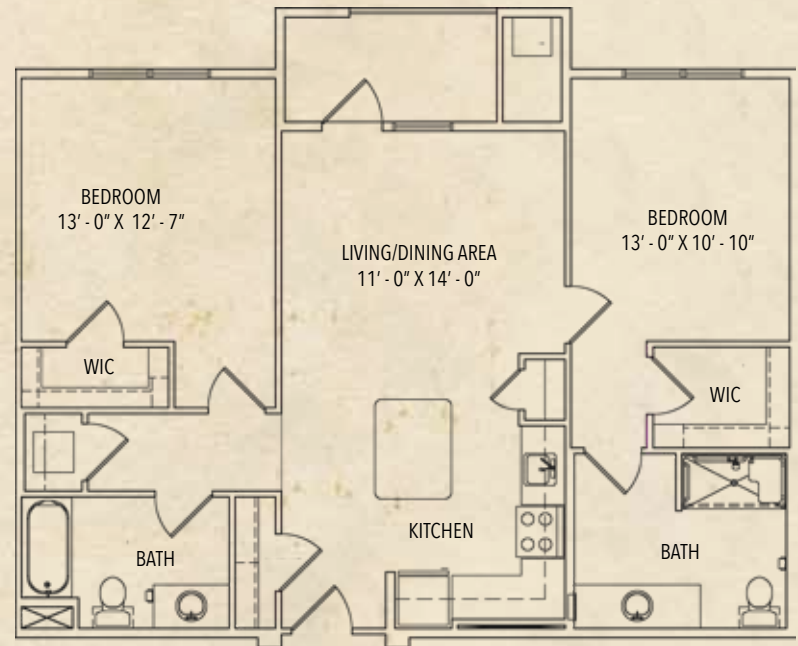 BEDROOM
13' - 0" X 12' - 7"
LIVING/DINING AREA
11' - 0" X 14' - 0"
BEDROOM
13' - 0" X 10' - 10"
WIC
WIC
KITCHEN
BATH
BATH